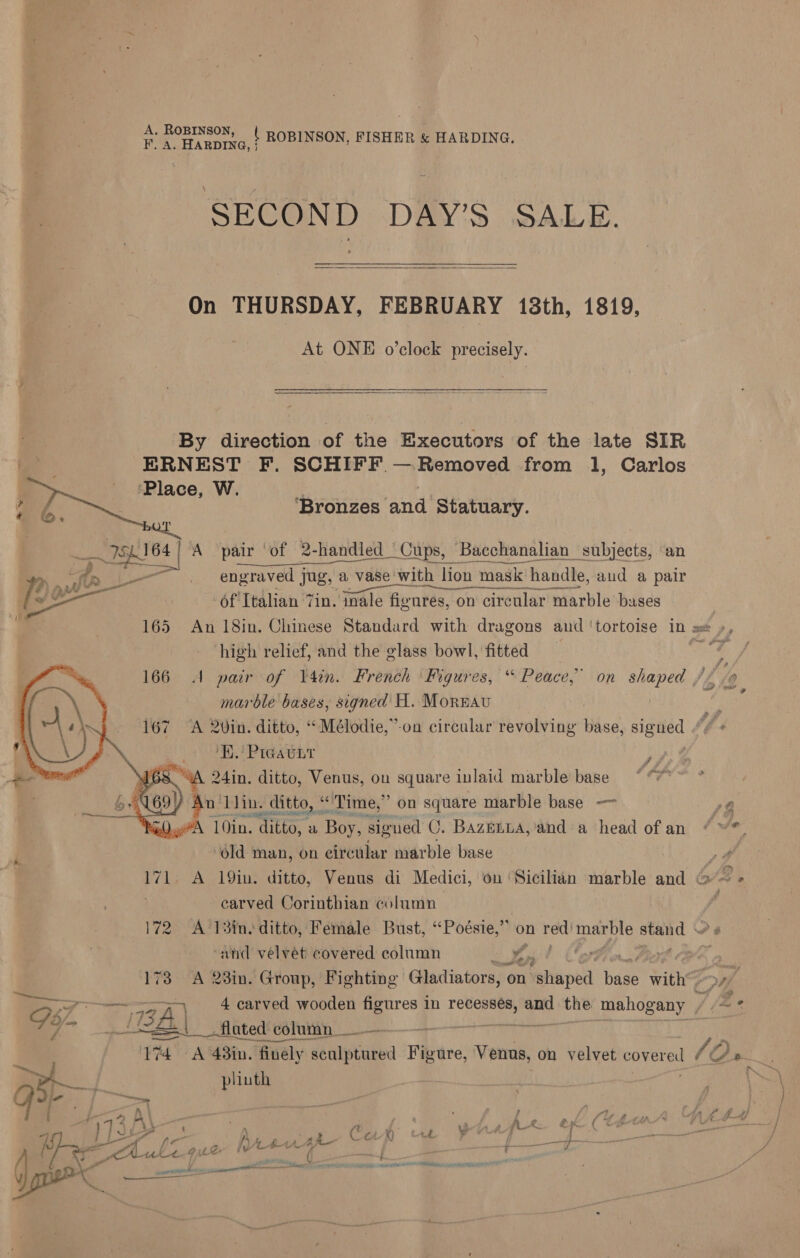 A. ROBINSON,
F. A. HARDING, } ROBINSON, FISHER & HARDING.
SECOND DAY'S SALE.
On THURSDAY, FEBRUARY 13th, 1819,
At ONE o'clock precisely.
By direction of the Executors of the late SIR
ERNEST F. SCHIFF.—Removed from 1, Carlos
Place, W.
Bronzes and Statuary.
LOT
164 A pair of 2-handled Cups, Bacchanalian subjects, an
engraved jug, a vase with lion mask handle, and a pair
of Italian 7in. male figures, on circular marble bases
165 An 18in. Chinese Standard with dragons and tortoise in
high relief, and the glass bowl, fitted
166 A pair of 14in. French Figures, "Peace," on shaped
marble bases, signed H. MOREAU
167 A 20in. ditto, "Mélodie," on circular revolving base, signed
E. PIGAULT
168 A 24in. ditto, Venus, on square inlaid marble base
169 An 11in. ditto, "Time," on square marble base —
170 A 10in. ditto, a Boy, signed C. BAZELLA, and a head of an
old man, on circular marble base
171 A 19in. ditto, Venus di Medici, on Sicilian marble and
carved Corinthian column
172 A 13in. ditto, Female Bust, "Poésie," on red marble stand
and velvet covered column
173 A 23in. Group, Fighting Gladiators, on shaped base with
4 carved wooden figures in recesses, and the mahogany
173A fluted column
174 A 43in. finely sculptured Figure, Venus, on velvet covered
plinth
173A